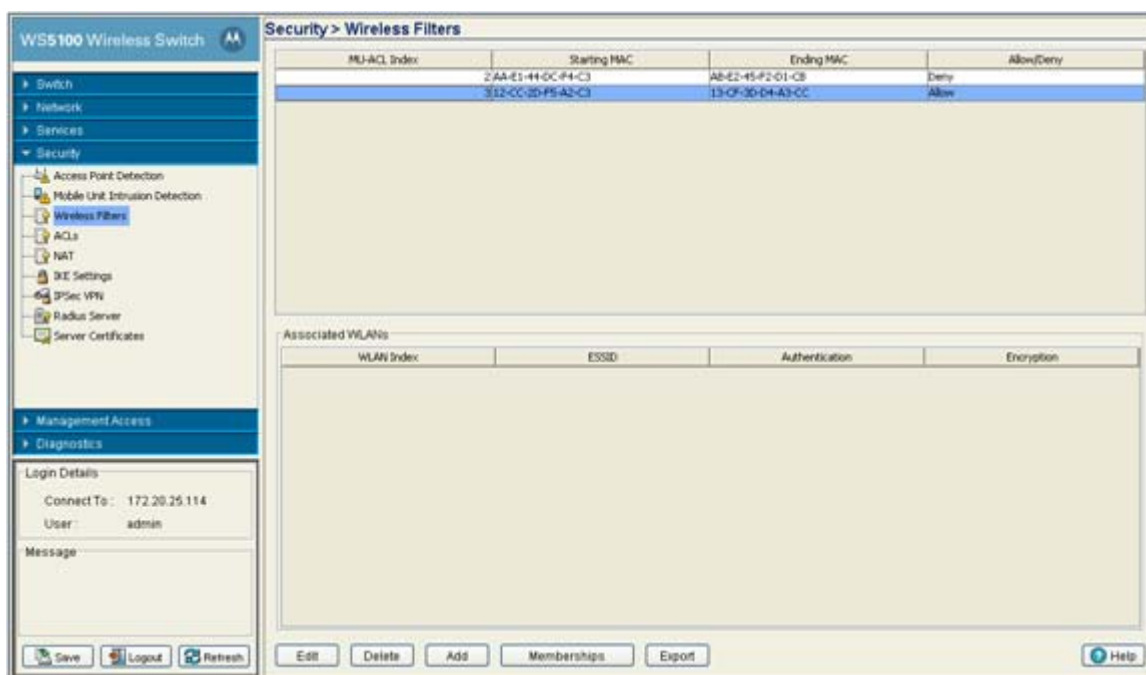 WS5100 Wireless Switch
Switch
Network
Services
Security
Access Point Detection
Mobile Unit Intrusion Detection
Wireless Filters
ACLs
NAT
IKE Settings
IPSec VPN
Radius Server
Server Certificates
Management Access
Diagnostics
Login Details
Connect To : 172.20.25.114
User : admin
Message
Save Logout Refresh
Security > Wireless Filters
MU-ACL Index Starting MAC Ending MAC Allow/Deny
2 AA-E1-44-DC-F4-C3 AB-E2-45-F2-D1-CB Deny
3 12-CC-2D-F5-A2-C3 13-CF-3D-D4-A3-CC Allow
Associated WLANs
WLAN Index ESSID Authentication Encryption
Edit Delete Add Memberships Export Help